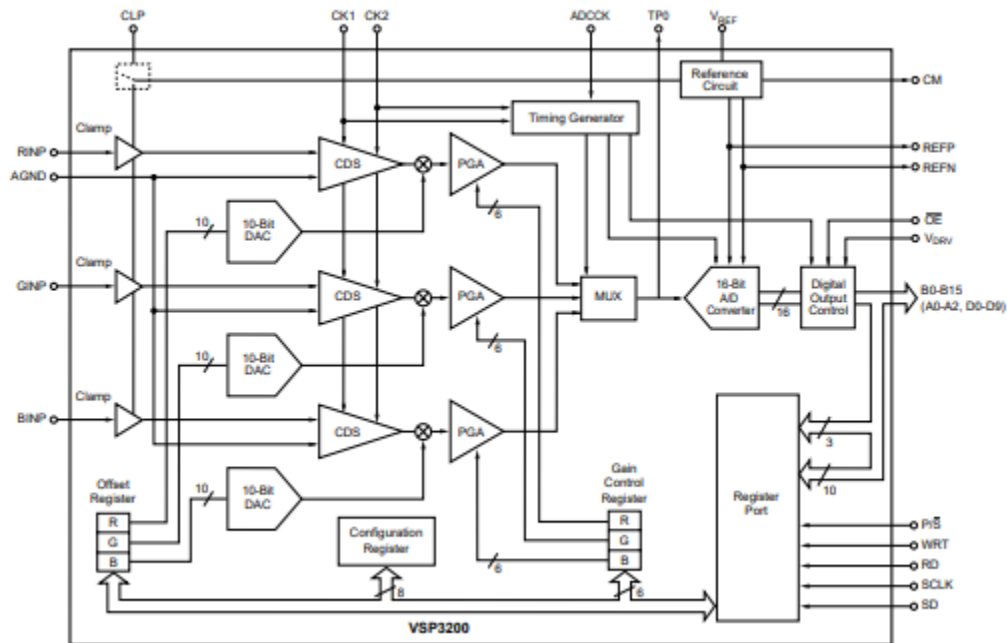 CLP
CK1
CK2
ADCCK
TP0
VREF
Reference
Circuit
CM
Clamp
Timing Generator
RINP
CDS
PGA
REFP
AGND
REFN
6
10
10-Bit
DAC
OE
VDRV
Clamp
GINP
CDS
PGA
MUX
16-Bit
A/D
Converter
16
Digital
Output
Control
B0-B15
(A0-A2, D0-D9)
6
10
10-Bit
DAC
Clamp
BINP
CDS
PGA
3
10
Offset
Register
10
10-Bit
DAC
Gain
Control
Register
Register
Port
R
G
B
Configuration
Register
R
G
B
6
P/S
WRT
RD
SCLK
SD
8
6
VSP3200